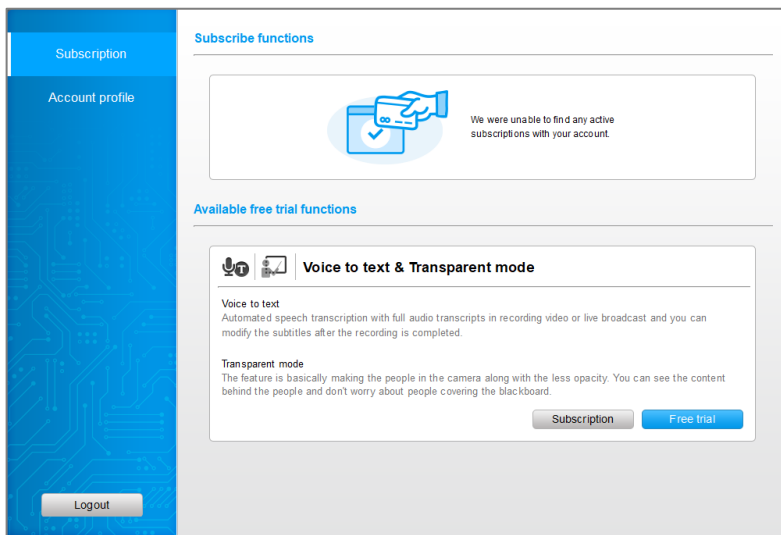 Subscription
Account profile
Logout
Subscribe functions
We were unable to find any active
subscriptions with your account.
Available free trial functions
Voice to text & Transparent mode
Voice to text
Automated speech transcription with full audio transcripts in recording video or live broadcast and you can
modify the subtitles after the recording is completed.
Transparent mode
The feature is basically making the people in the camera along with the less opacity. You can see the content
behind the people and don't worry about people covering the blackboard.
Subscription
Free trial